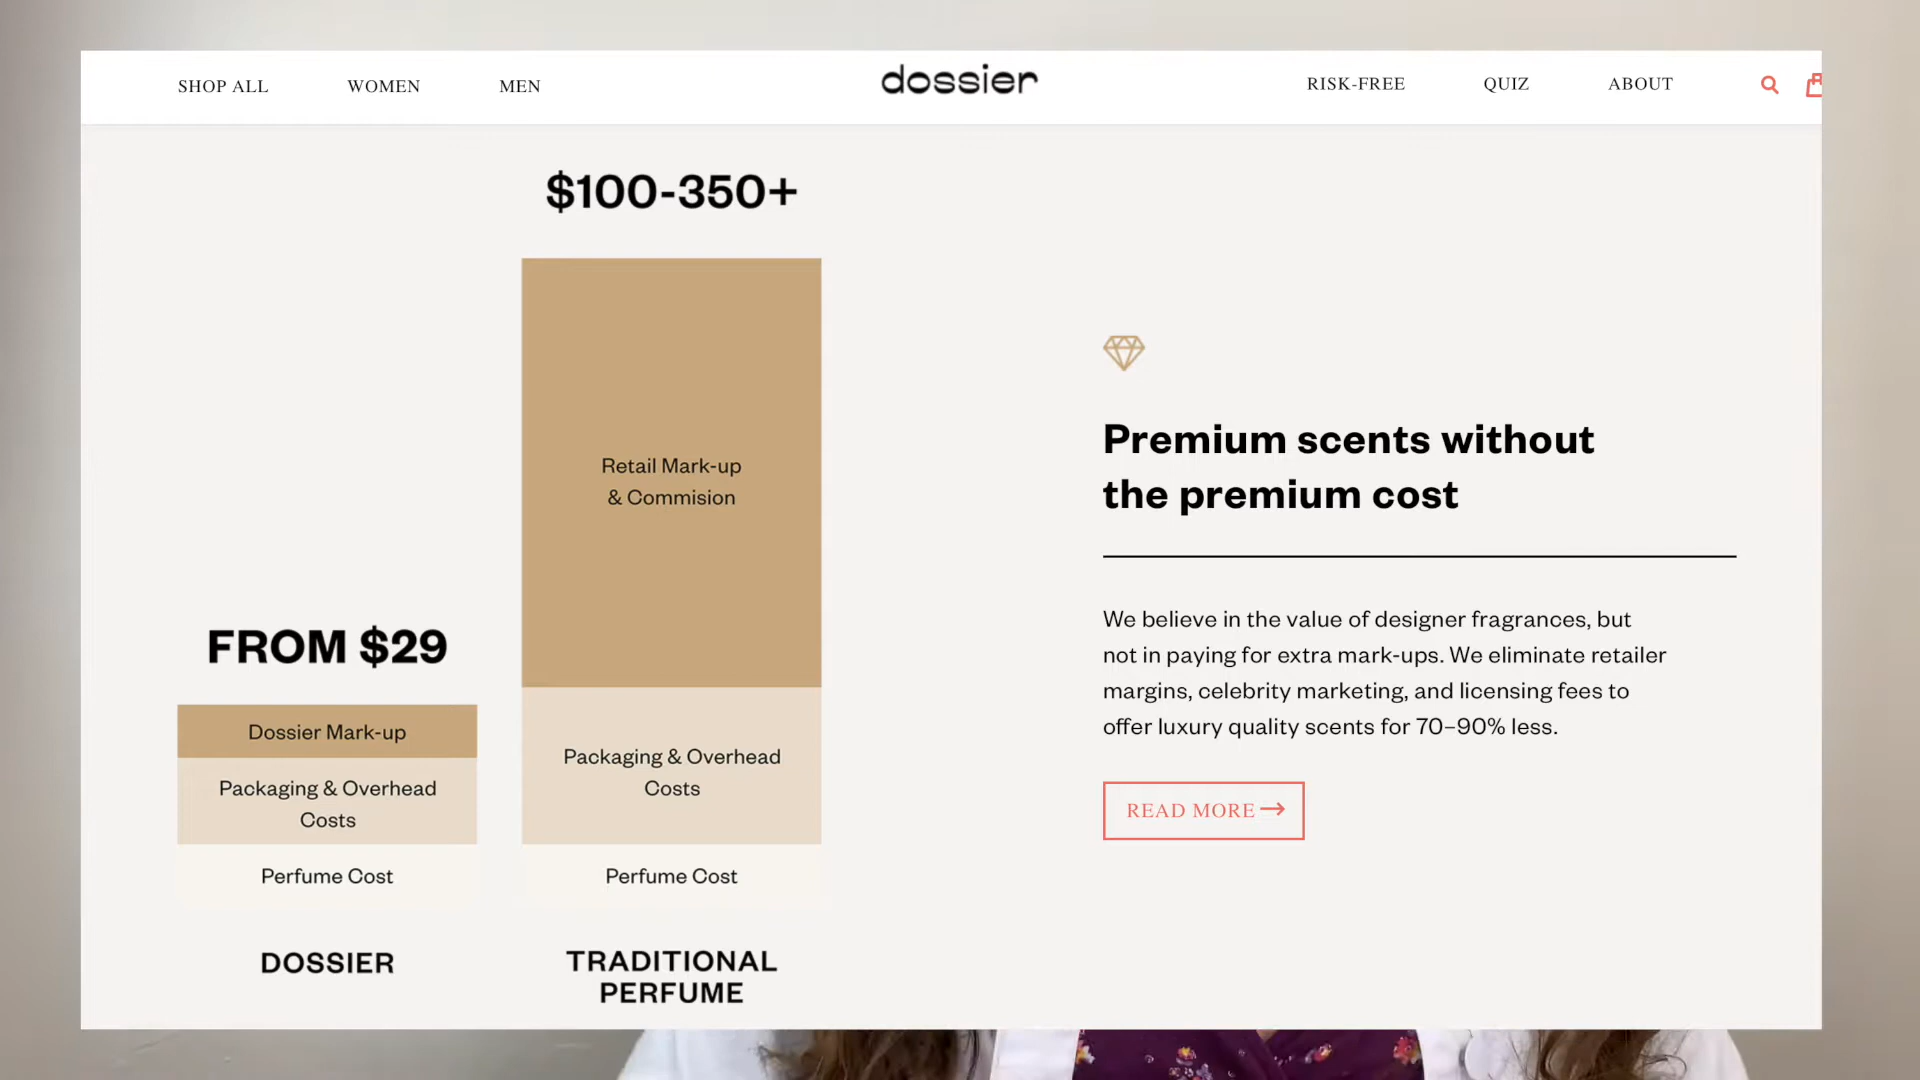 SHOP ALL WOMEN MEN dossier RISK-FREE QUIZ ABOUT
$100-350+
Retail Mark-up
& Commision
FROM $29
Dossier Mark-up
Packaging & Overhead
Costs
Perfume Cost
DOSSIER
Packaging & Overhead
Costs
Perfume Cost
TRADITIONAL
PERFUME
Premium scents without
the premium cost
We believe in the value of designer fragrances, but
not in paying for extra mark-ups. We eliminate retailer
margins, celebrity marketing, and licensing fees to
offer luxury quality scents for 70–90% less.
READ MORE